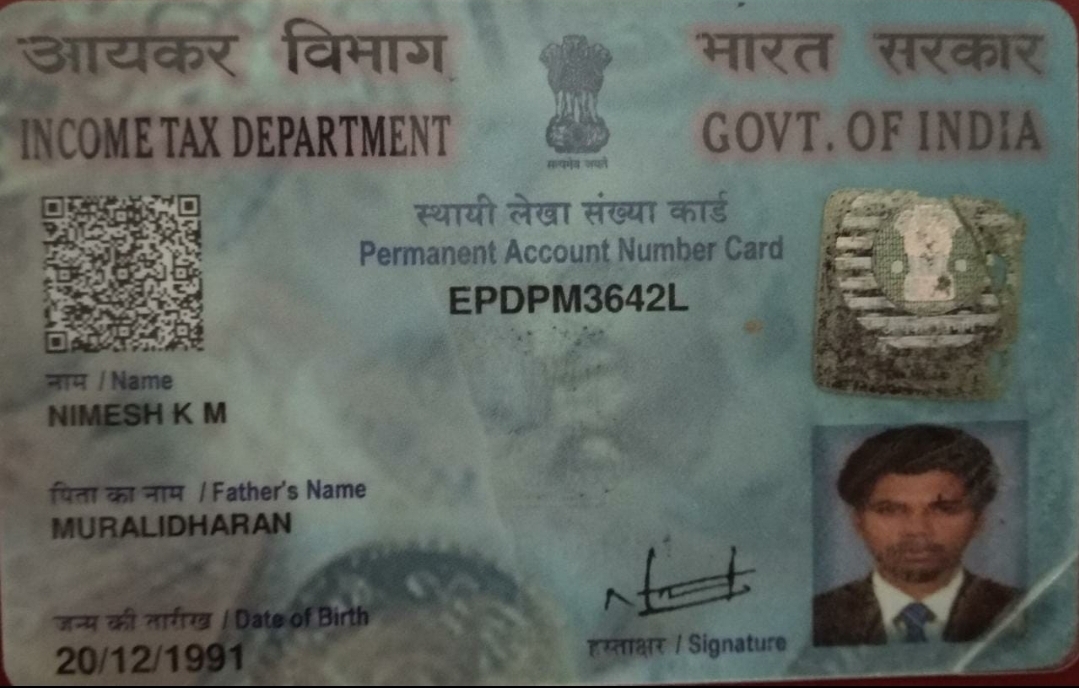 आयकर विभाग
INCOME TAX DEPARTMENT
सत्यमेव जयते
भारत सरकार
GOVT. OF INDIA
स्थायी लेखा संख्या कार्ड
Permanent Account Number Card
EPDPM3642L
नाम / Name
NIMESH K M
पिता का नाम / Father's Name
MURALIDHARAN
जन्म की तारीख / Date of Birth
20/12/1991
हस्ताक्षर / Signature